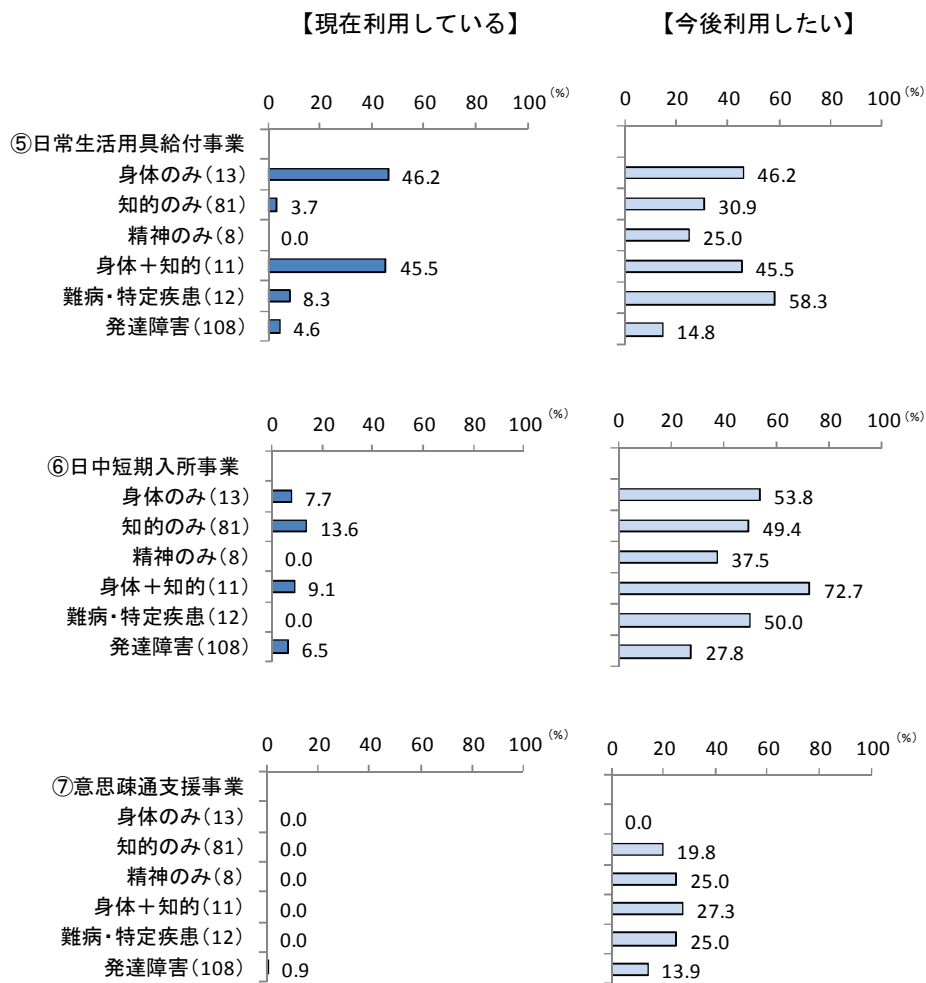 【現在利用している】 【今後利用したい】
0 20 40 60 80 100 (%) 0 20 40 60 80 100 (%)
⑤日常生活用具給付事業
身体のみ(13) 46.2 46.2
知的のみ(81) 3.7 30.9
精神のみ(8) 0.0 25.0
身体+知的(11) 45.5 45.5
難病・特定疾患(12) 8.3 58.3
発達障害(108) 4.6 14.8
0 20 40 60 80 100 (%) 0 20 40 60 80 100 (%)
⑥日中短期入所事業
身体のみ(13) 7.7 53.8
知的のみ(81) 13.6 49.4
精神のみ(8) 0.0 37.5
身体+知的(11) 9.1 72.7
難病・特定疾患(12) 0.0 50.0
発達障害(108) 6.5 27.8
0 20 40 60 80 100 (%) 0 20 40 60 80 100 (%)
⑦意思疎通支援事業
身体のみ(13) 0.0 0.0
知的のみ(81) 0.0 19.8
精神のみ(8) 0.0 25.0
身体+知的(11) 0.0 27.3
難病・特定疾患(12) 0.0 25.0
発達障害(108) 0.9 13.9